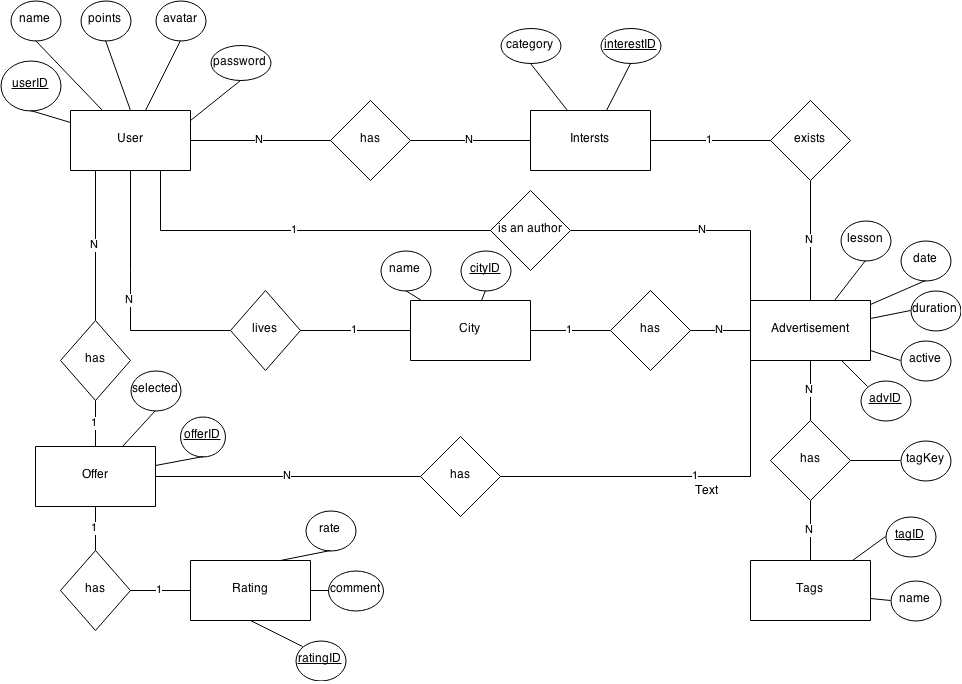 name
points
avatar
password
userID
category
interestID
User
N
has
N
Intersts
1
exists
is an author
1
N
N
N
N
lesson
date
name
cityID
duration
lives
1
City
1
has
N
Advertisement
has
active
selected
advID
N
1
offerID
Offer
N
has
1
Text
has
tagKey
1
rate
N
tagID
has
1
Rating
comment
Tags
name
ratingID